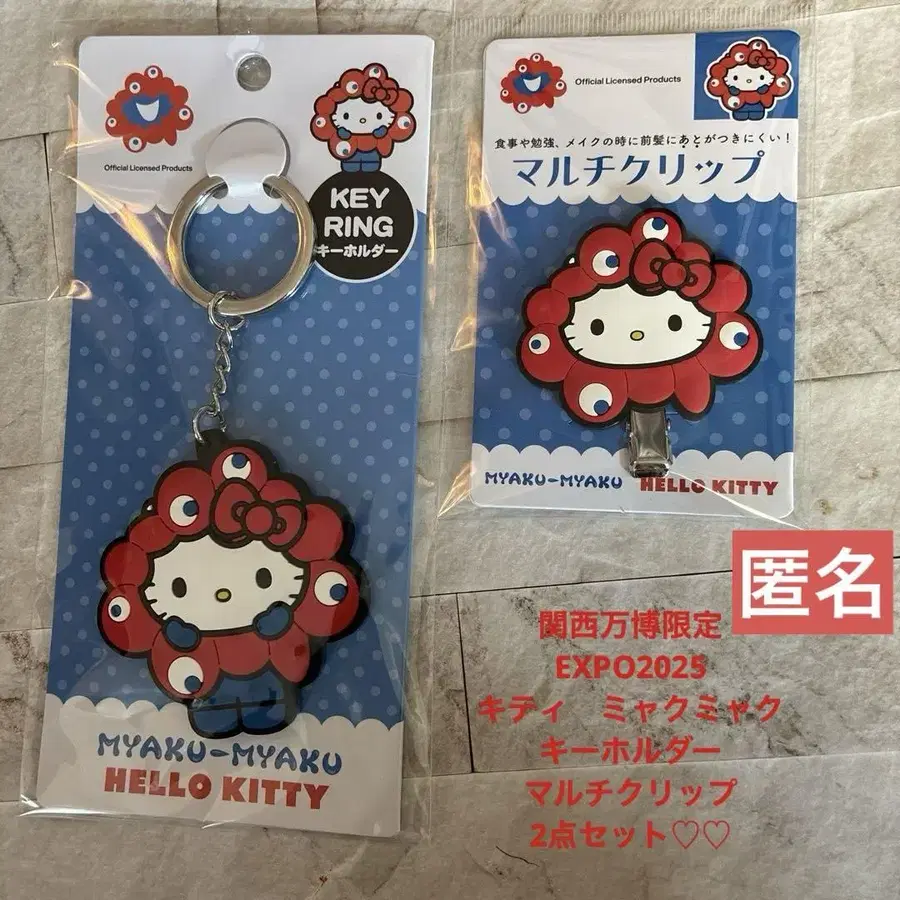 Official Licensed Products
KEY
RING
キーホルダー
MYAKU-MYAKU
HELLO KITTY
Official Licensed Products
食事や勉強、メイクの時に前髪にあとがつきにくい!
マルチクリップ
MYAKU-MYAKU HELLO KITTY
匿名
関西万博限定
EXPO2025
キティ　ミャクミャク
キーホルダー
マルチクリップ
2点セット♡♡